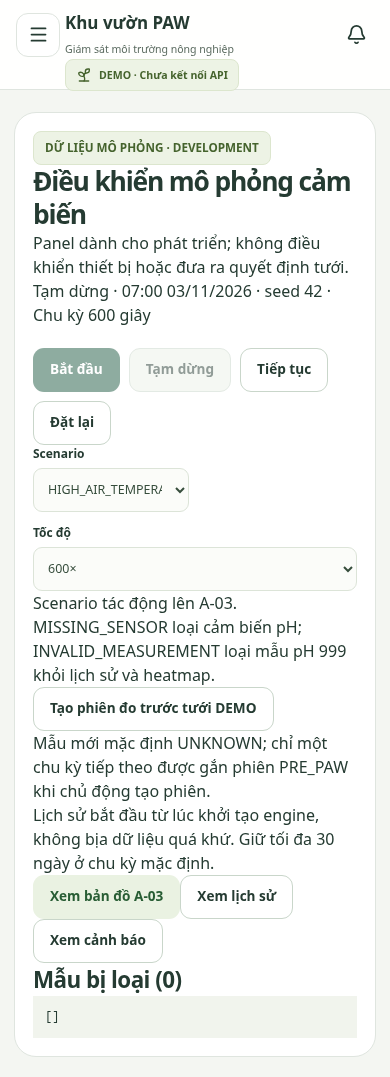 Khu vườn PAW
Giám sát môi trường nông nghiệp
DEMO · Chưa kết nối API
DỮ LIỆU MÔ PHỎNG · DEVELOPMENT
Điều khiển mô phỏng cảm
biến
Panel dành cho phát triển; không điều
khiển thiết bị hoặc đưa ra quyết định tưới.
Tạm dừng · 07:00 03/11/2026 · seed 42 ·
Chu kỳ 600 giây
Bắt đầu
Tạm dừng
Tiếp tục
Đặt lại
Scenario
HIGH_AIR_TEMPERA
Tốc độ
600×
Scenario tác động lên A-03.
MISSING_SENSOR loại cảm biến pH;
INVALID_MEASUREMENT loại mẫu pH 999
khỏi lịch sử và heatmap.
Tạo phiên đo trước tưới DEMO
Mẫu mới mặc định UNKNOWN; chỉ một
chu kỳ tiếp theo được gắn phiên PRE_PAW
khi chủ động tạo phiên.
Lịch sử bắt đầu từ lúc khởi tạo engine,
không bịa dữ liệu quá khứ. Giữ tối đa 30
ngày ở chu kỳ mặc định.
Xem bản đồ A-03
Xem lịch sử
Xem cảnh báo
Mẫu bị loại (0)
[]